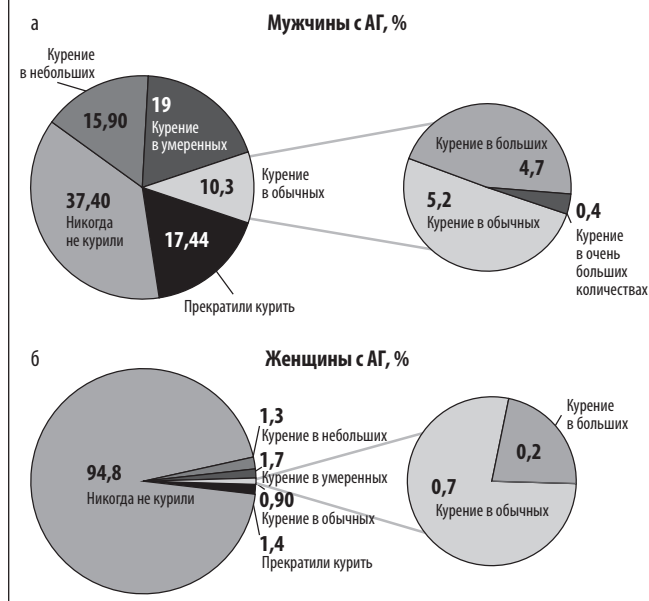 а
Мужчины с АГ, %
Курение
в небольших
15,90
19
Курение
в умеренных
37,40
Никогда
не курили
10,3
Курение
в обычных
17,44
Прекратили курить
Курение в больших
4,7
5,2
Курение в обычных
0,4
Курение
в очень
больших
количествах
б
Женщины с АГ, %
94,8
Никогда не курили
1,3
Курение в небольших
1,7
Курение в умеренных
0,90
Курение в обычных
1,4
Прекратили курить
Курение
в больших
0,2
0,7
Курение в обычных